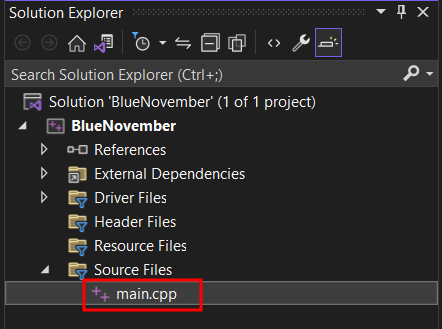 Solution Explorer
Search Solution Explorer (Ctrl+;)
Solution 'BlueNovember' (1 of 1 project)
BlueNovember
References
External Dependencies
Driver Files
Header Files
Resource Files
Source Files
main.cpp